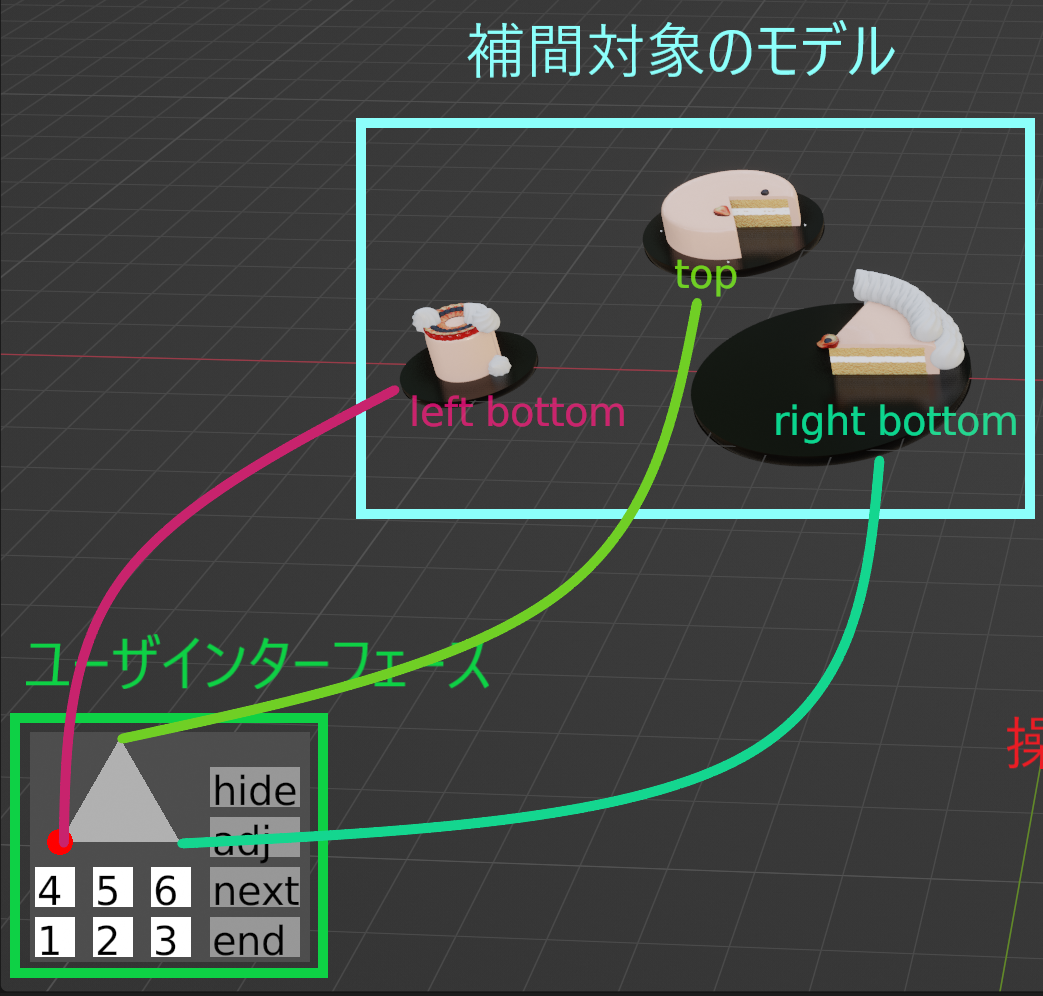 補間対象のモデル
top
left bottom
right bottom
ユーザインターフェース
操
hide
adj
4 5 6 next
1 2 3 end